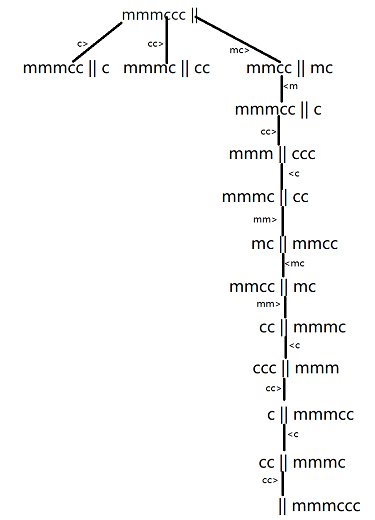 mmmccc ||
c> cc> mc>
mmmcc || c mmmc || cc mmcc || mc
<m
mmmcc || c
cc>
mmm || ccc
<c
mmmc || cc
mm>
mc || mmcc
<mc
mmcc || mc
mm>
cc || mmmc
<c
ccc || mmm
cc>
c || mmmcc
<c
cc || mmmc
cc>
|| mmmccc